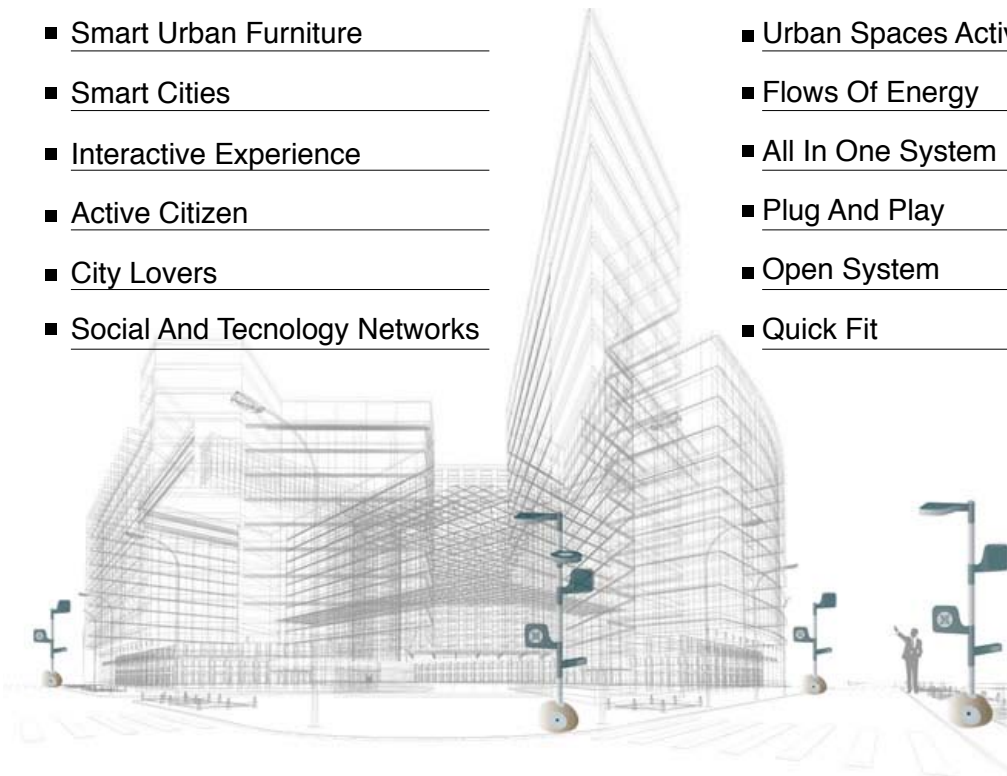 Smart Urban Furniture
Smart Cities
Interactive Experience
Active Citizen
City Lovers
Social And Tecnology Networks
Urban Spaces
Flows Of Energy
All In One System
Plug And Play
Open System
Quick Fit